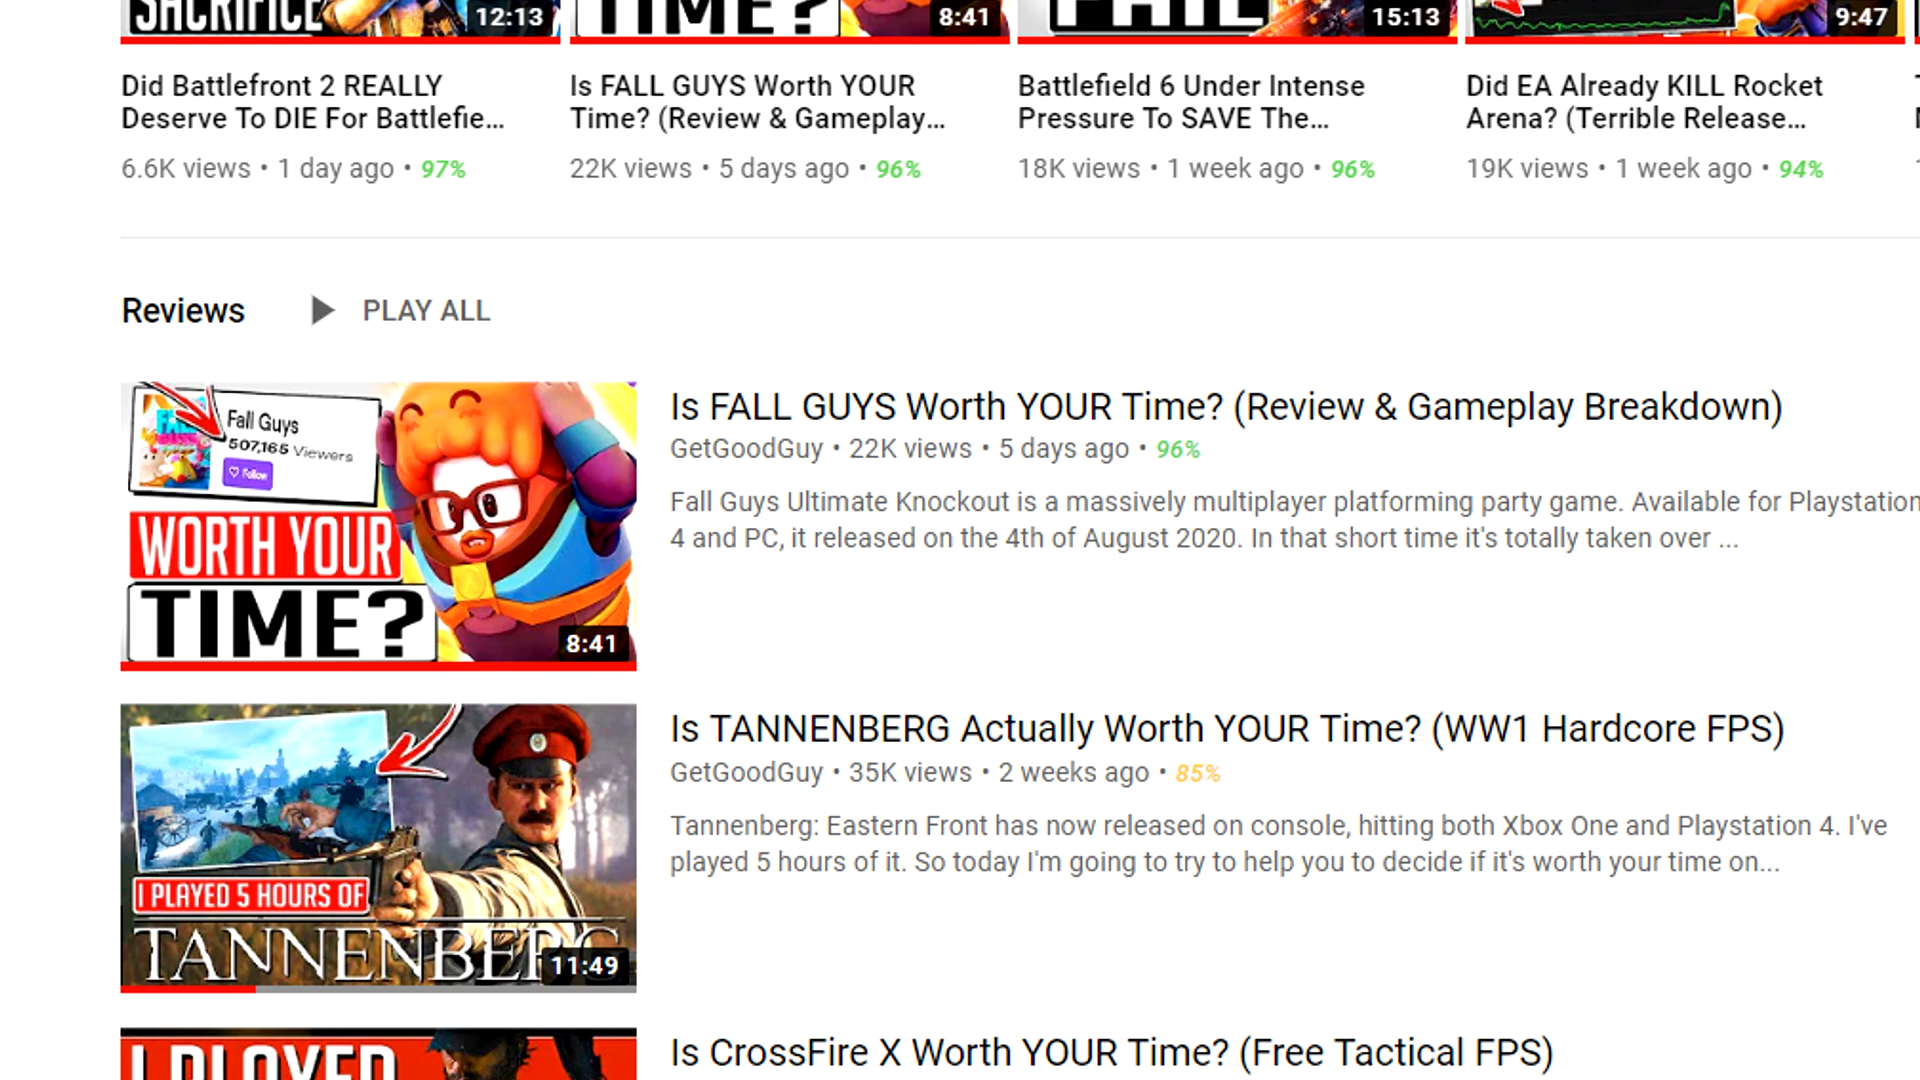 SACRIFICE
12:13
TIME?
8:41
FAIL
15:13
9:47
Did Battlefront 2 REALLY
Deserve To DIE For Battlefie...
6.6K views • 1 day ago • 97%
Is FALL GUYS Worth YOUR
Time? (Review & Gameplay...
22K views • 5 days ago • 96%
Battlefield 6 Under Intense
Pressure To SAVE The...
18K views • 1 week ago • 96%
Did EA Already KILL Rocket
Arena? (Terrible Release...
19K views • 1 week ago • 94%
Reviews
PLAY ALL
Fall Guys
507,165 Viewers
Follow
WORTH YOUR
TIME?
8:41
Is FALL GUYS Worth YOUR Time? (Review & Gameplay Breakdown)
GetGoodGuy • 22K views • 5 days ago • 96%
Fall Guys Ultimate Knockout is a massively multiplayer platforming party game. Available for Playstation
4 and PC, it released on the 4th of August 2020. In that short time it's totally taken over ...
I PLAYED 5 HOURS OF
TANNENBERG
11:49
Is TANNENBERG Actually Worth YOUR Time? (WW1 Hardcore FPS)
GetGoodGuy • 35K views • 2 weeks ago • 85%
Tannenberg: Eastern Front has now released on console, hitting both Xbox One and Playstation 4. I've
played 5 hours of it. So today I'm going to try to help you to decide if it's worth your time on...
I PLAYED
Is CrossFire X Worth YOUR Time? (Free Tactical FPS)